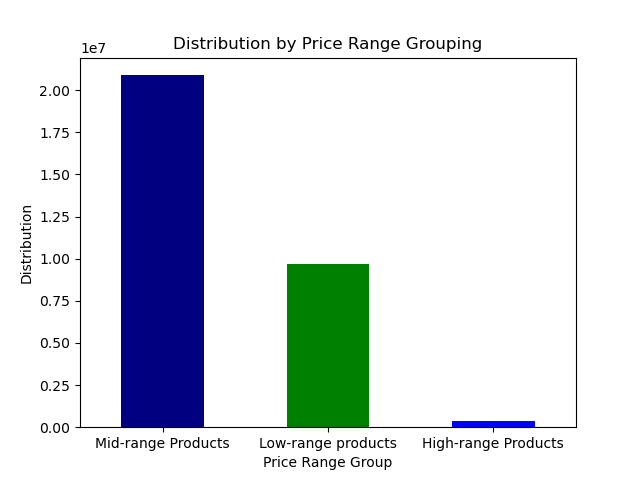 Distribution by Price Range Grouping
1e7
2.00
1.75
1.50
1.25
1.00
0.75
0.50
0.25
0.00
Distribution
Mid-range Products
Low-range products
High-range Products
Price Range Group